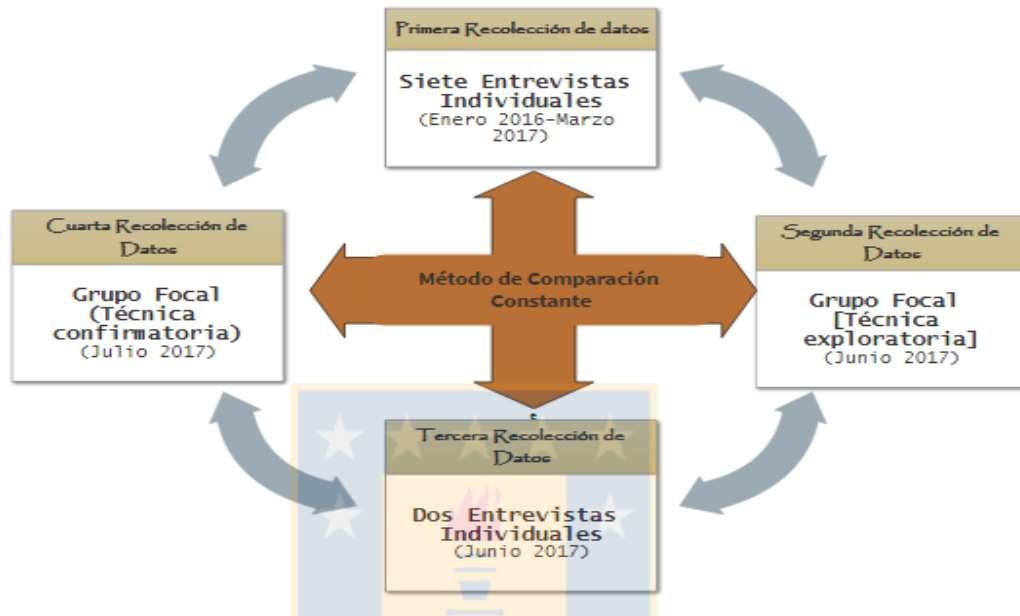 Primera Recolección de datos
Siete Entrevistas
Individuales
(Enero 2016-Marzo
2017)
Cuarta Recolección de
Datos
Grupo Focal
(Técnica
confirmatoria)
(Julio 2017)
Método de Comparación
Constante
Segunda Recolección de
Datos
Grupo Focal
[Técnica
exploratoria]
(Junio 2017)
Tercera Recolección de
Datos
Dos Entrevistas
Individuales
(Junio 2017)